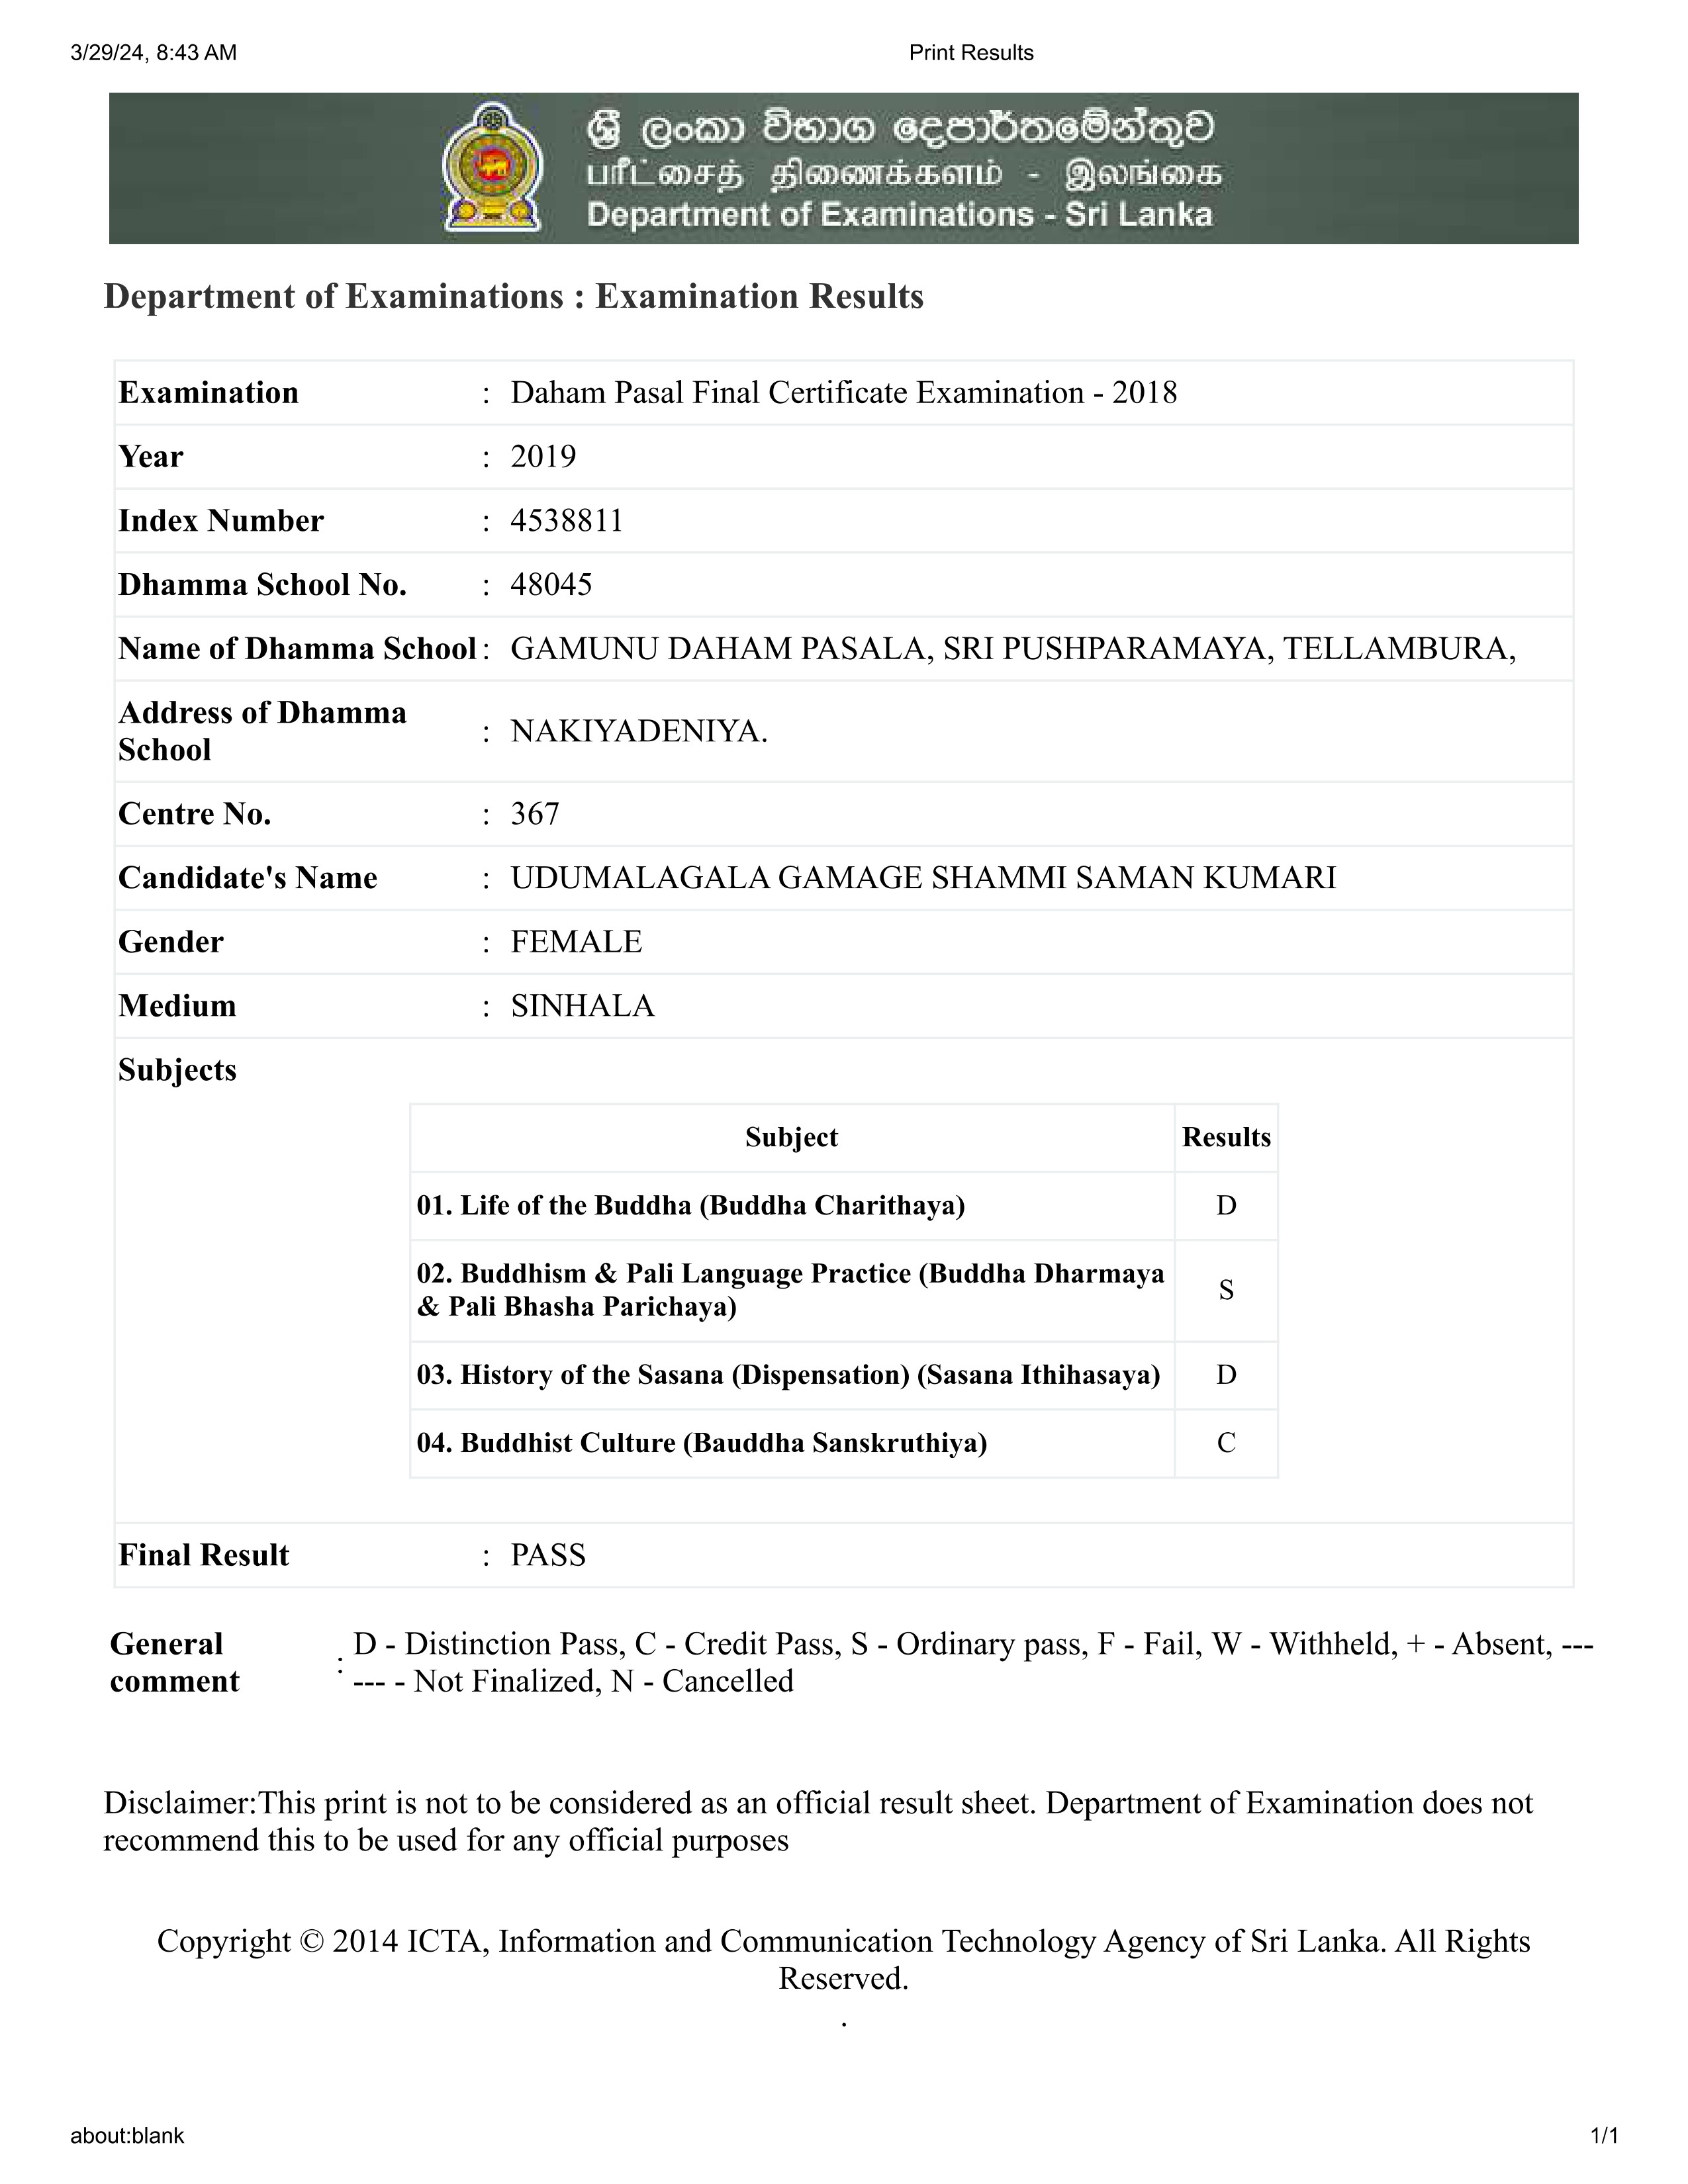 3/29/24, 8:43 AM
Print Results
ශ්‍රී ලංකා විභාග දෙපාර්තමේන්තුව
பரீட்சைத் திணைக்களம் - இலங்கை
Department of Examinations - Sri Lanka
Department of Examinations : Examination Results
Examination : Daham Pasal Final Certificate Examination - 2018
Year : 2019
Index Number : 4538811
Dhamma School No. : 48045
Name of Dhamma School : GAMUNU DAHAM PASALA, SRI PUSHPARAMAYA, TELLAMBURA,
Address of Dhamma
School : NAKIYADENIYA.
Centre No. : 367
Candidate's Name : UDUMALAGALA GAMAGE SHAMMI SAMAN KUMARI
Gender : FEMALE
Medium : SINHALA
Subjects
Subject Results
01. Life of the Buddha (Buddha Charithaya) D
02. Buddhism & Pali Language Practice (Buddha Dharmaya
& Pali Bhasha Parichaya) S
03. History of the Sasana (Dispensation) (Sasana Ithihasaya) D
04. Buddhist Culture (Bauddha Sanskruthiya) C
Final Result : PASS
General
comment : D - Distinction Pass, C - Credit Pass, S - Ordinary pass, F - Fail, W - Withheld, + - Absent, ---
--- - Not Finalized, N - Cancelled
Disclaimer:This print is not to be considered as an official result sheet. Department of Examination does not
recommend this to be used for any official purposes
Copyright © 2014 ICTA, Information and Communication Technology Agency of Sri Lanka. All Rights
Reserved.
.
about:blank
1/1